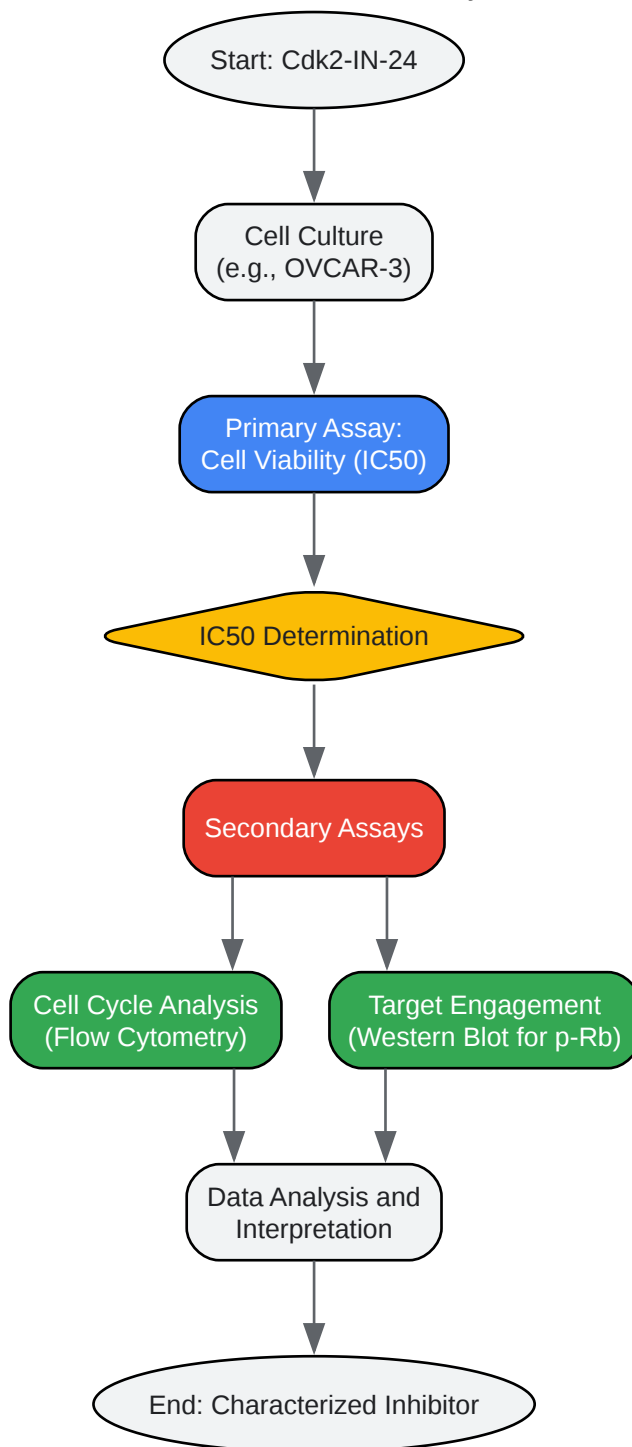 Start: Cdk2-IN-24
Cell Culture
(e.g., OVCAR-3)
Primary Assay:
Cell Viability (IC50)
IC50 Determination
Secondary Assays
Cell Cycle Analysis
(Flow Cytometry)
Target Engagement
(Western Blot for p-Rb)
Data Analysis and
Interpretation
End: Characterized Inhibitor